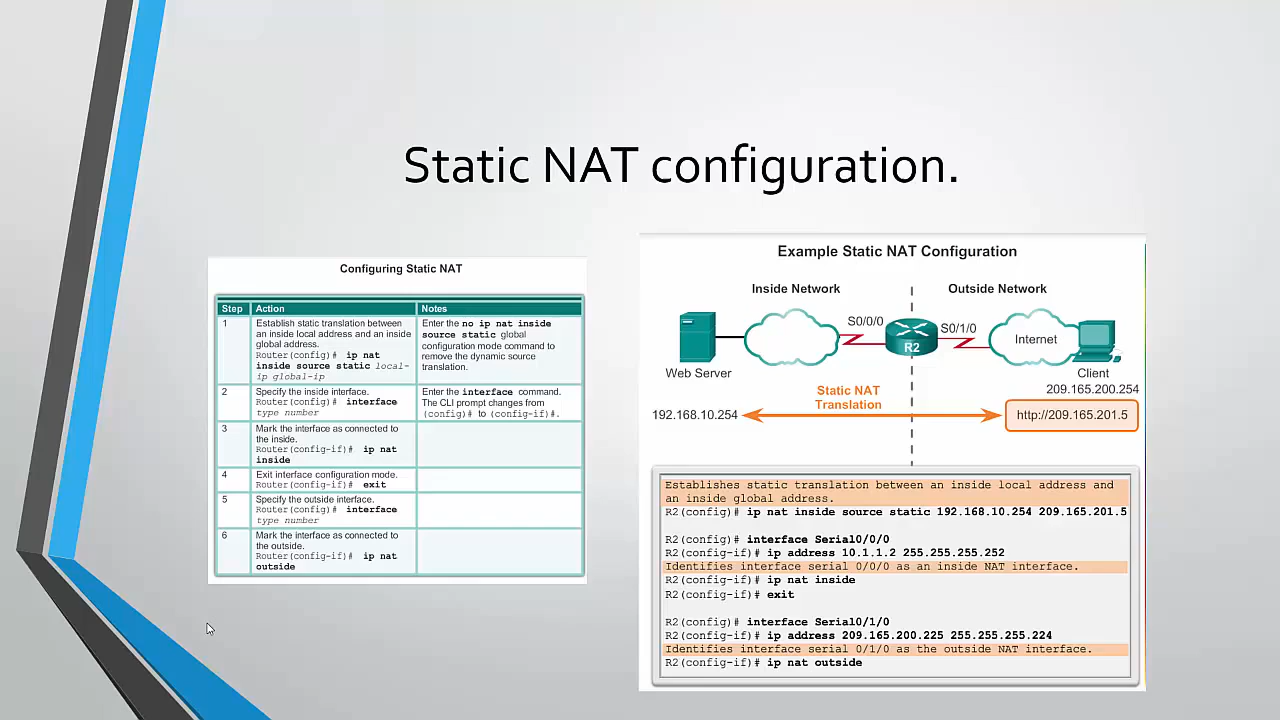 Static NAT configuration.
Configuring Static NAT
Step Action Notes
1 Establish static translation between
an inside local address and an inside
global address.
Router(config)# ip nat
inside source static local-
ip global-ip
Enter the no ip nat inside
source static global
configuration mode command to
remove the dynamic source
translation.
2 Specify the inside interface.
Router(config)# interface
type number
Enter the interface command.
The CLI prompt changes from
(config)# to (config-if)#.
3 Mark the interface as connected to
the inside.
Router(config-if)# ip nat
inside
4 Exit interface configuration mode.
Router(config-if)# exit
5 Specify the outside interface.
Router(config)# interface
type number
6 Mark the interface as connected to
the outside.
Router(config-if)# ip nat
outside
Example Static NAT Configuration
Inside Network Outside Network
S0/0/0 S0/1/0
R2
Internet
Web Server
Client
209.165.200.254
Static NAT
Translation
192.168.10.254
http://209.165.201.5
Establishes static translation between an inside local address and
an inside global address.
R2(config)# ip nat inside source static 192.168.10.254 209.165.201.5
R2(config)# interface Serial0/0/0
R2(config-if)# ip address 10.1.1.2 255.255.255.252
Identifies interface serial 0/0/0 as an inside NAT interface.
R2(config-if)# ip nat inside
R2(config-if)# exit
R2(config)# interface Serial0/1/0
R2(config-if)# ip address 209.165.200.225 255.255.255.224
Identifies interface serial 0/1/0 as the outside NAT interface.
R2(config-if)# ip nat outside